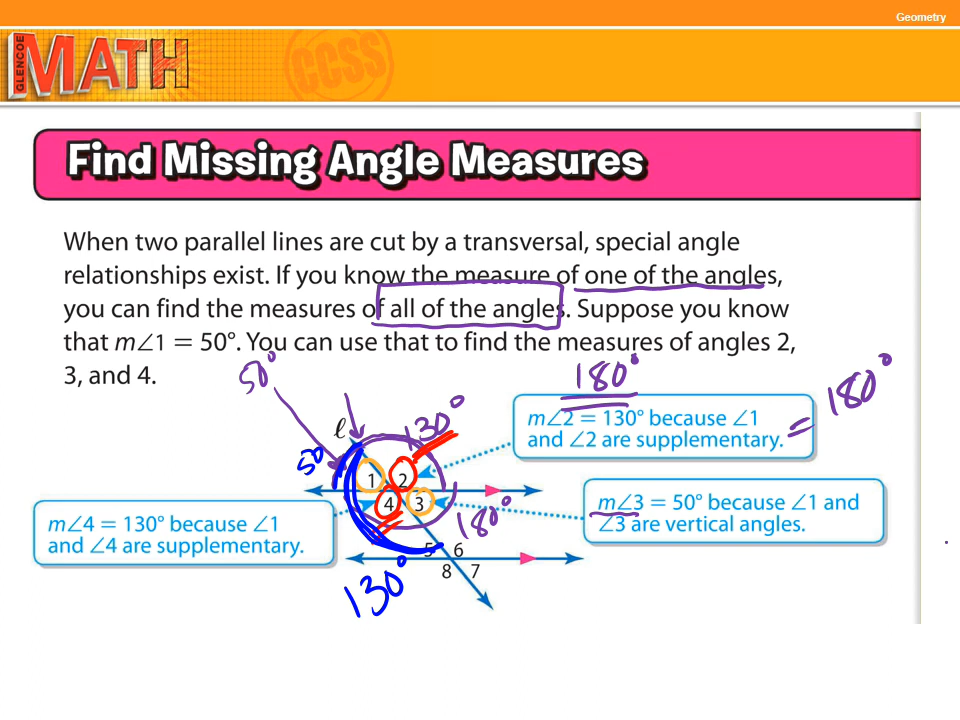 Geometry
GLENCOE
MATH
CCSS
Find Missing Angle Measures
When two parallel lines are cut by a transversal, special angle
relationships exist. If you know the measure of one of the angles,
you can find the measures of all of the angles. Suppose you know
that m∠1 = 50°. You can use that to find the measures of angles 2,
3, and 4.
50°
180°
= 180°
m∠2 = 130° because ∠1
and ∠2 are supplementary.
ℓ
130°
50
1 2
4 3
m∠3 = 50° because ∠1 and
∠3 are vertical angles.
180°
m∠4 = 130° because ∠1
and ∠4 are supplementary.
5 6
8 7
130°